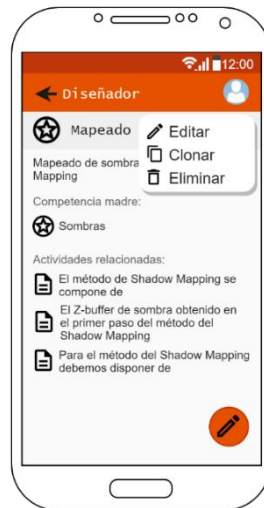 12:00
Diseñador
Mapeado
Editar
Clonar
Eliminar
Mapeado de sombra
Mapping
Competencia madre:
Sombras
Actividades relacionadas:
El método de Shadow Mapping se
compone de
El Z-buffer de sombra obtenido en
el primer paso del método del
Shadow Mapping
Para el método del Shadow Mapping
debemos disponer de